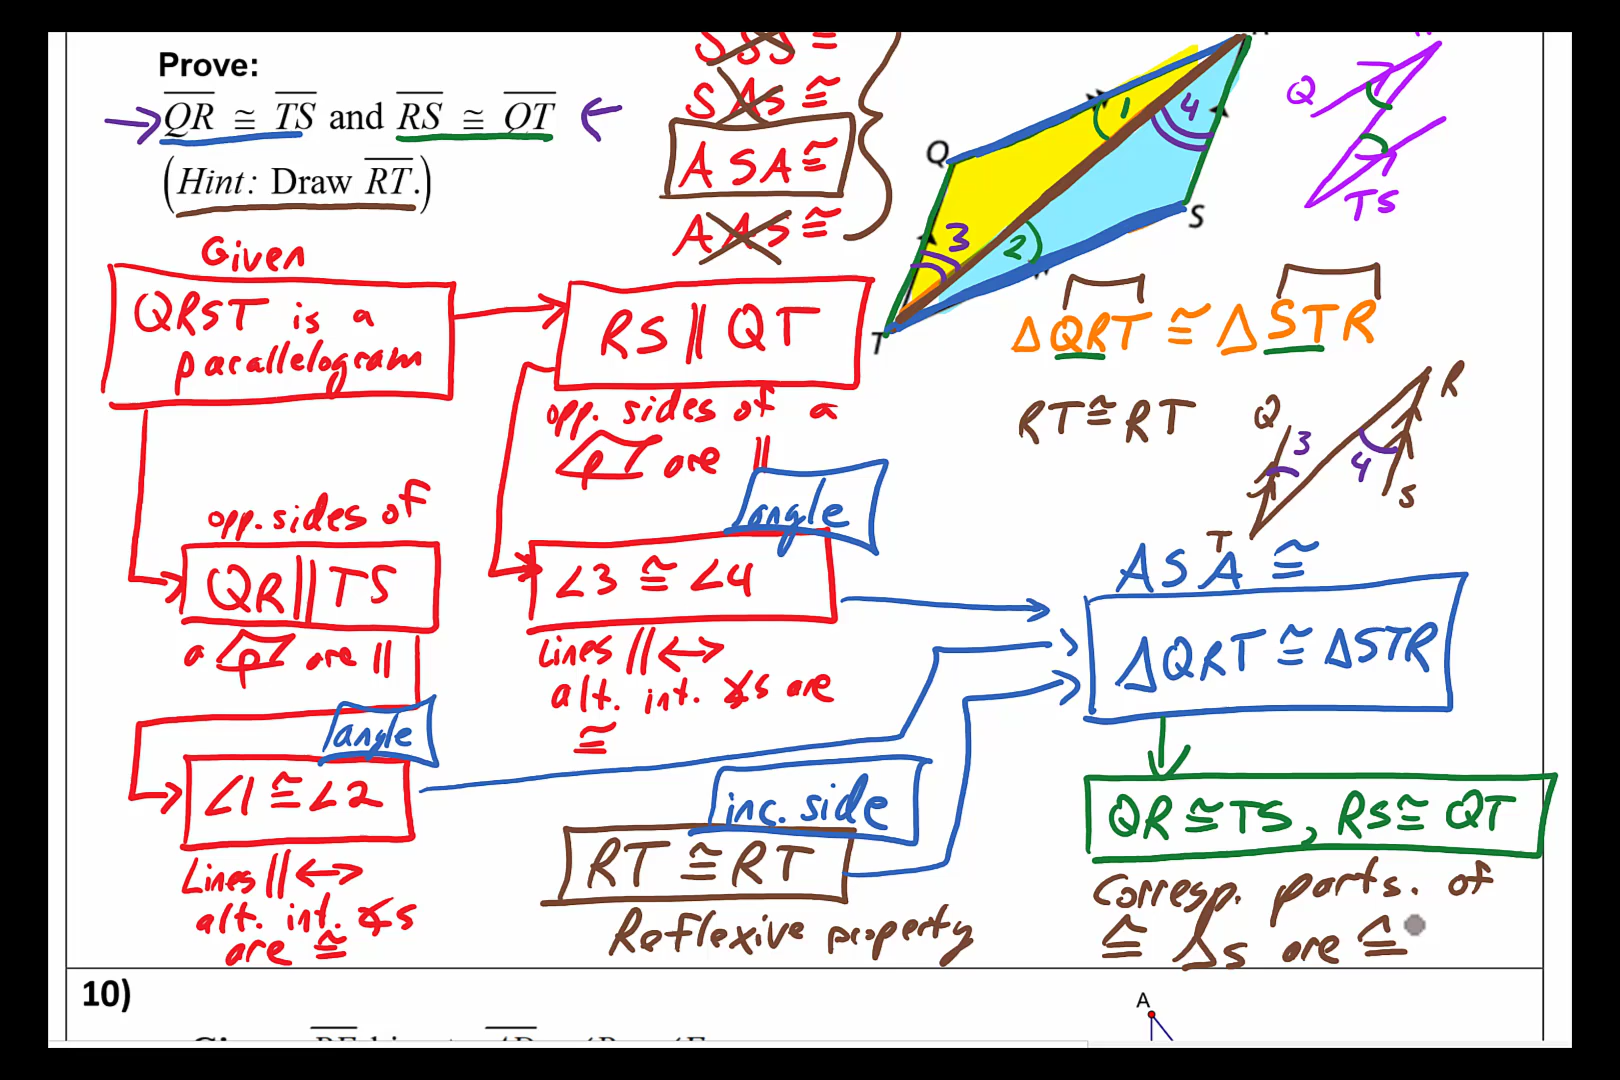 Prove:
QR ≅ TS and RS ≅ QT
(Hint: Draw RT.)
SSS ≅
SAS ≅
ASA ≅
AAS ≅
Q
1
4
3
2
S
T
Q
T S
Given
QRST is a
parallelogram
RS || QT
opp. sides of a
p are ||
ΔQRT ≅ ΔSTR
RT ≅ RT
Q
R
3
4
S
T
opp. sides of
QR || TS
a p are ||
angle
∠3 ≅ ∠4
Lines || ↔
alt. int. ∡s are
≅
angle
∠1 ≅ ∠2
Lines || ↔
alt. int. ∡s
are ≅
inc. side
RT ≅ RT
Reflexive property
ASA ≅
ΔQRT ≅ ΔSTR
QR ≅ TS, RS ≅ QT
Corresp. parts. of
≅ Δs are ≅
10)
A